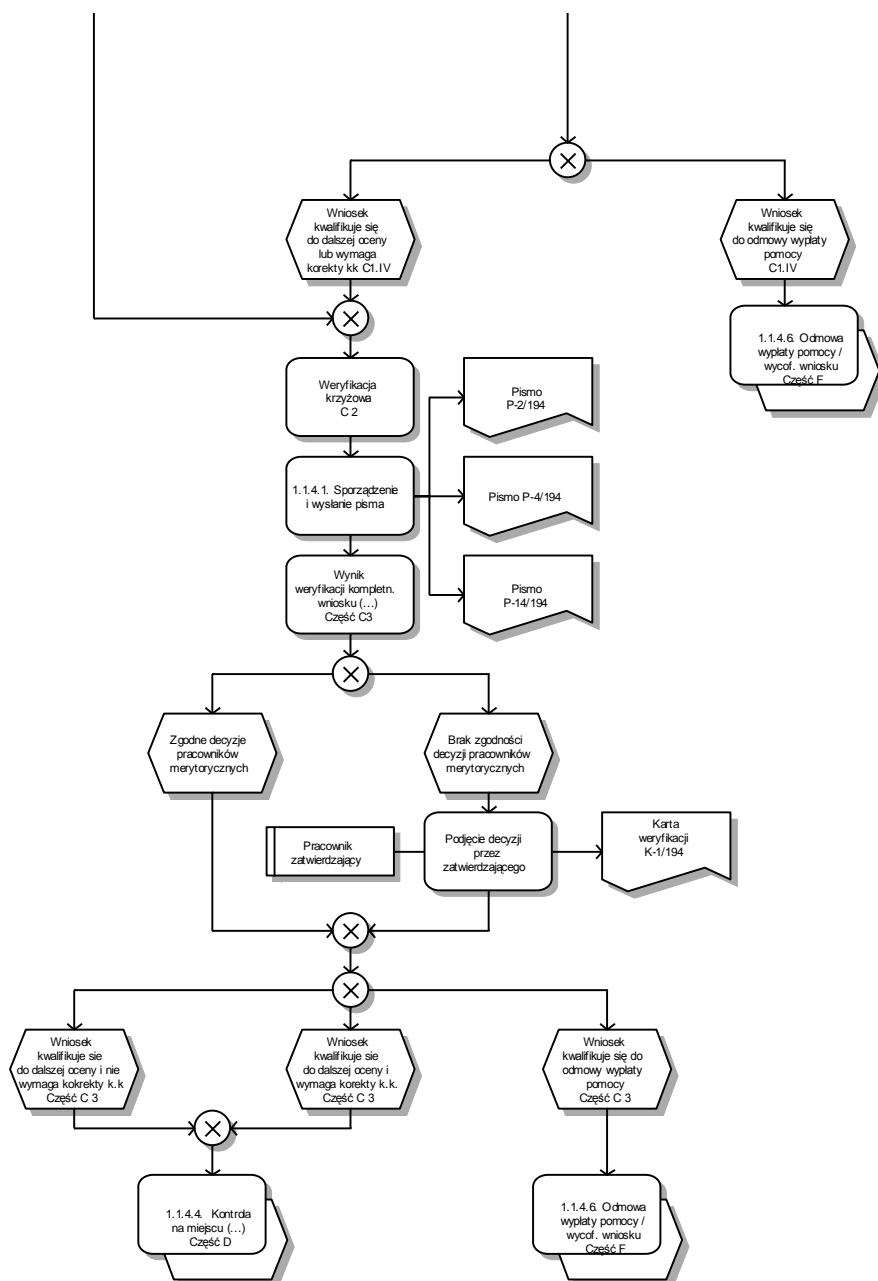 Wniosek
kwalifikuje się
do dalszej oceny
lub wymaga
korekty kk C1.IV
Wniosek
kwalifikuje się
do odmowy wypłaty
pomocy
C1.IV
1.1.4.6. Odmowa
wypłaty pomocy /
wycof. wniosku
Część F
Weryfikacja
krzyżowa
C 2
Pismo
P-2/194
1.1.4.1. Sporządzenie
i wysłanie pisma
Pismo P-4/194
Wynik
weryfikacji kompletn.
wniosku (...)
Część C3
Pismo
P-14/194
Zgodne decyzje
pracowników
merytorycznych
Brak zgodności
decyzji pracowników
merytorycznych
Pracownik
zatwierdzający
Podjęcie decyzji
przez
zatwierdzającego
Karta
weryfikacji
K-1/194
Wniosek
kwalifikuje sie
do dalszej oceny i nie
wymaga kokrekty k.k
Część C 3
Wniosek
kwalifikuje sie
do dalszej oceny i
wymaga korekty k.k.
Część C 3
Wniosek
kwalifikuje się do
odmowy wypłaty
pomocy
Część C 3
1.1.4.4. Kontrola
na miejscu (...)
Część D
1.1.4.6. Odmowa
wypłaty pomocy /
wycof. wniosku
Część F